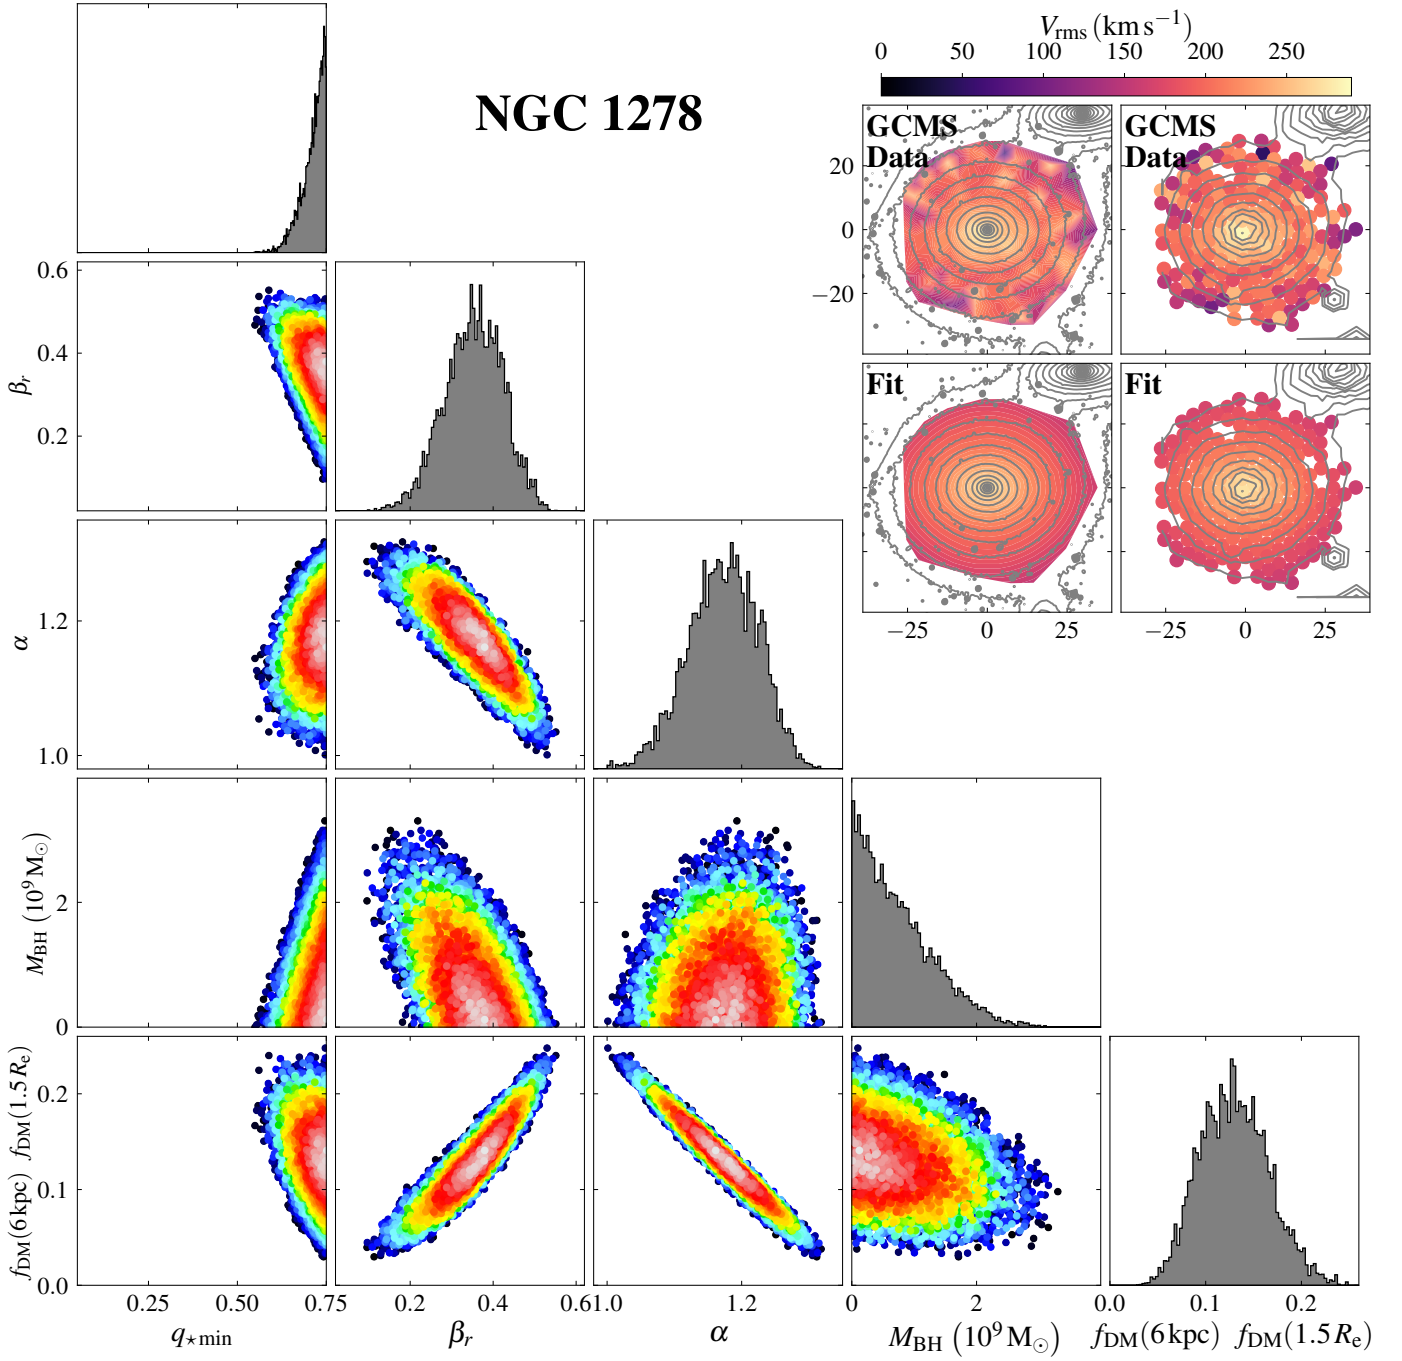 V_rms (km s⁻¹)
0 50 100 150 200 250
NGC 1278
GCMS Data
GCMS Data
20
0
−20
Fit
Fit
−25 0 25
−25 0 25
0.6
0.4
0.2
β_r
1.2
1.0
α
2
0
M_BH (10⁹ M_⊙)
0.2
0.1
0.0
f_DM(6 kpc) f_DM(1.5 R_e)
0.25 0.50 0.75
0.2 0.4 0.6
1.0 1.2
0 2
0.0 0.1 0.2
q_⋆min
β_r
α
M_BH (10⁹ M_⊙)
f_DM(6 kpc) f_DM(1.5 R_e)